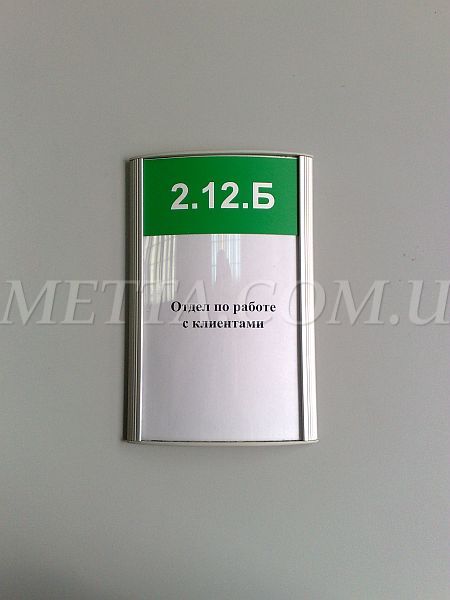 2.12.Б
METTA.COM.U
Отдел по работе
с клиентами